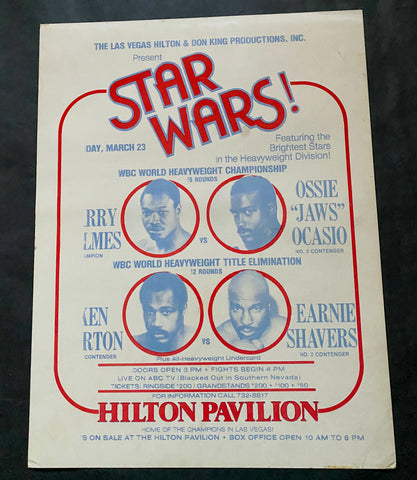 THE LAS VEGAS HILTON & DON KING PRODUCTIONS, INC.
Present
STAR
WARS!
DAY, MARCH 23
Featuring the
Brightest Stars
in the Heavyweight Division!
WBC WORLD HEAVYWEIGHT CHAMPIONSHIP
15 ROUNDS
RRY
LMES
MPION
VS
OSSIE
"JAWS"
OCASIO
NO. 2 CONTENDER
WBC WORLD HEAVYWEIGHT TITLE ELIMINATION
12 ROUNDS
KEN
RTON
CONTENDER
VS
EARNIE
SHAVERS
NO. 2 CONTENDER
Plus All-Heavyweight Undercard
DOORS OPEN 3 PM • FIGHTS BEGIN 4 PM
LIVE ON ABC TV (Blacked Out in Southern Nevada)
TICKETS: RINGSIDE $200 / GRANDSTANDS $200 • $100 • $50
FOR INFORMATION CALL 732-8817
HILTON PAVILION
HOME OF THE CHAMPIONS IN LAS VEGAS!
S ON SALE AT THE HILTON PAVILION • BOX OFFICE OPEN 10 AM TO 6 PM